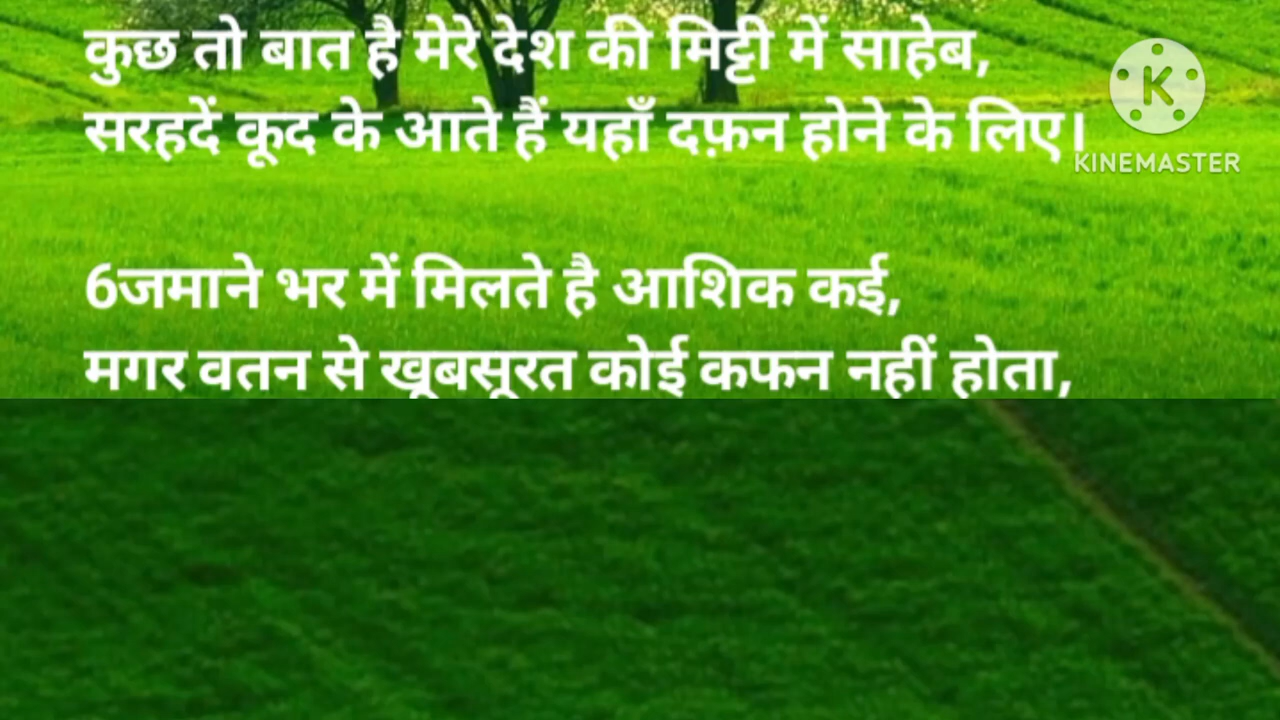 कुछ तो बात है मेरे देश की मिट्टी में साहेब,
सरहदें कूद के आते हैं यहाँ दफ़न होने के लिए।
K
KINEMASTER
6जमाने भर में मिलते है आशिक कई,
मगर वतन से खूबसूरत कोई कफन नहीं होता,